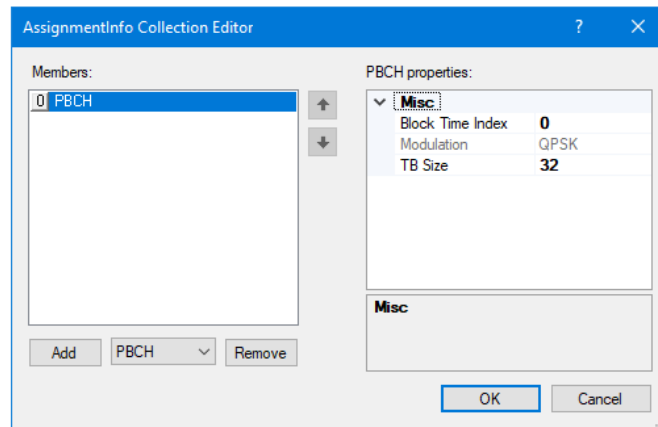 AssignmentInfo Collection Editor ? ×
Members:
0 PBCH
Add PBCH Remove
PBCH properties:
Misc
Block Time Index 0
Modulation QPSK
TB Size 32
Misc
OK Cancel